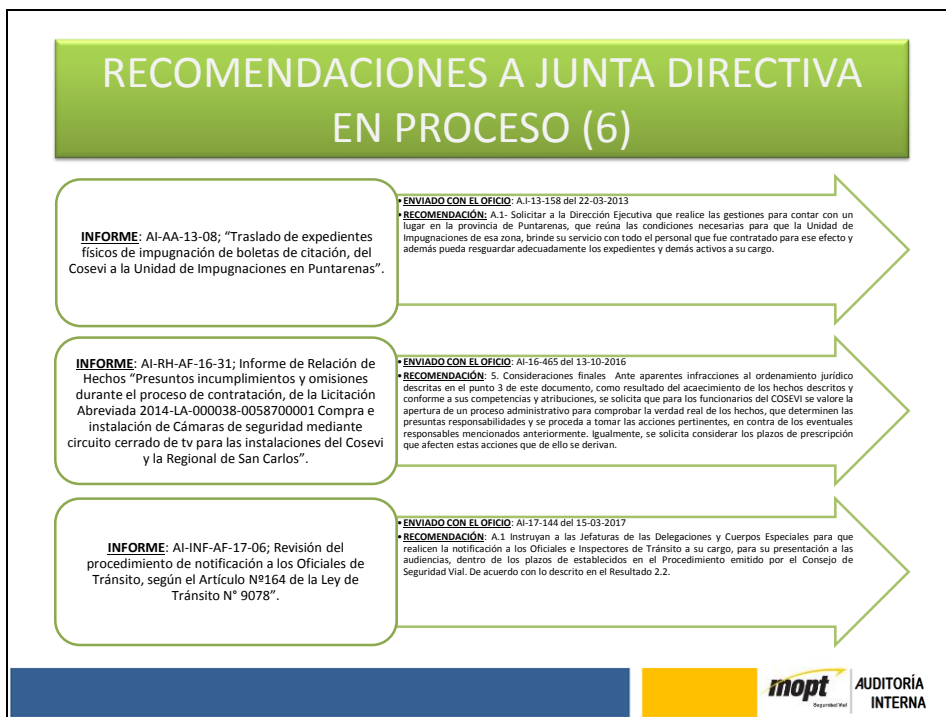 RECOMENDACIONES A JUNTA DIRECTIVA
EN PROCESO (6)
INFORME: AI-AA-13-08; “Traslado de expedientes
físicos de impugnación de boletas de citación, del
Cosevi a la Unidad de Impugnaciones en Puntarenas”.
•ENVIADO CON EL OFICIO: A.I-13-158 del 22-03-2013
•RECOMENDACIÓN: A.1- Solicitar a la Dirección Ejecutiva que realice las gestiones para contar con un
lugar en la provincia de Puntarenas, que reúna las condiciones necesarias para que la Unidad de
Impugnaciones de esa zona, brinde su servicio con todo el personal que fue contratado para ese efecto y
además pueda resguardar adecuadamente los expedientes y demás activos a su cargo.
INFORME: AI-RH-AF-16-31; Informe de Relación de
Hechos “Presuntos incumplimientos y omisiones
durante el proceso de contratación, de la Licitación
Abreviada 2014-LA-000038-0058700001 Compra e
instalación de Cámaras de seguridad mediante
circuito cerrado de tv para las instalaciones del Cosevi
y la Regional de San Carlos”.
•ENVIADO CON EL OFICIO: AI-16-465 del 13-10-2016
•RECOMENDACIÓN: 5. Consideraciones finales Ante aparentes infracciones al ordenamiento jurídico
descritas en el punto 3 de este documento, como resultado del acaecimiento de los hechos descritos y
conforme a sus competencias y atribuciones, se solicita que para los funcionarios del COSEVI se valore la
apertura de un proceso administrativo para comprobar la verdad real de los hechos, que determinen las
presuntas responsabilidades y se proceda a tomar las acciones pertinentes, en contra de los eventuales
responsables mencionados anteriormente. Igualmente, se solicita considerar los plazos de prescripción
que afecten estas acciones que de ello se derivan.
INFORME: AI-INF-AF-17-06; Revisión del
procedimiento de notificación a los Oficiales de
Tránsito, según el Artículo Nº164 de la Ley de
Tránsito N° 9078”.
•ENVIADO CON EL OFICIO: AI-17-144 del 15-03-2017
•RECOMENDACIÓN: A.1 Instruyan a las Jefaturas de las Delegaciones y Cuerpos Especiales para que
realicen la notificación a los Oficiales e Inspectores de Tránsito a su cargo, para su presentación a las
audiencias, dentro de los plazos de establecidos en el Procedimiento emitido por el Consejo de
Seguridad Vial. De acuerdo con lo descrito en el Resultado 2.2.
mopt
Seguridad Vial
AUDITORÍA
INTERNA